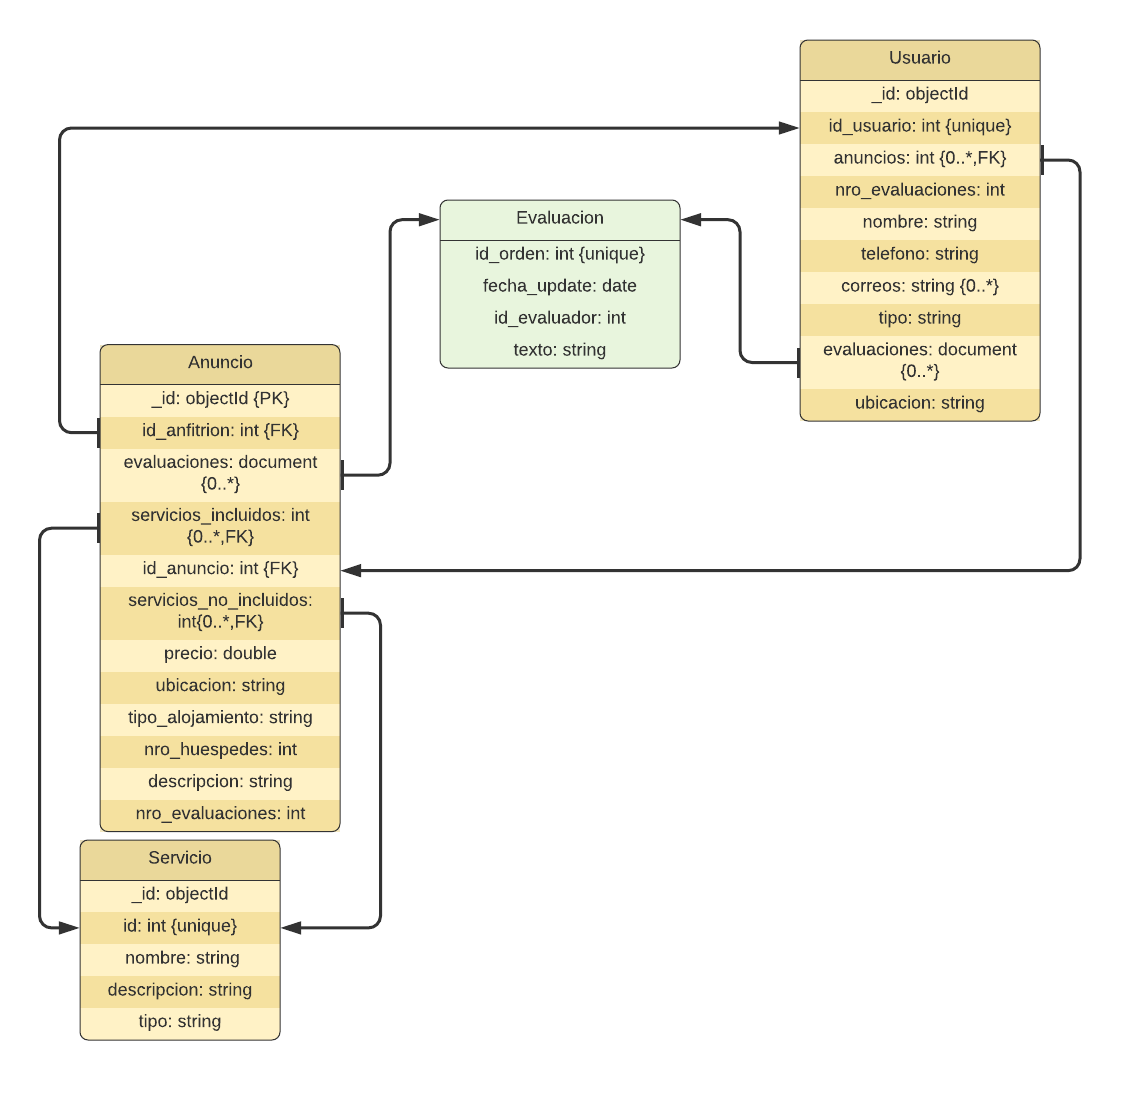 Usuario
_id: objectId
id_usuario: int {unique}
anuncios: int {0..*,FK}
nro_evaluaciones: int
nombre: string
telefono: string
correos: string {0..*}
tipo: string
evaluaciones: document
{0..*}
ubicacion: string
Evaluacion
id_orden: int {unique}
fecha_update: date
id_evaluador: int
texto: string
Anuncio
_id: objectId {PK}
id_anfitrion: int {FK}
evaluaciones: document
{0..*}
servicios_incluidos: int
{0..*,FK}
id_anuncio: int {FK}
servicios_no_incluidos:
int{0..*,FK}
precio: double
ubicacion: string
tipo_alojamiento: string
nro_huespedes: int
descripcion: string
nro_evaluaciones: int
Servicio
_id: objectId
id: int {unique}
nombre: string
descripcion: string
tipo: string